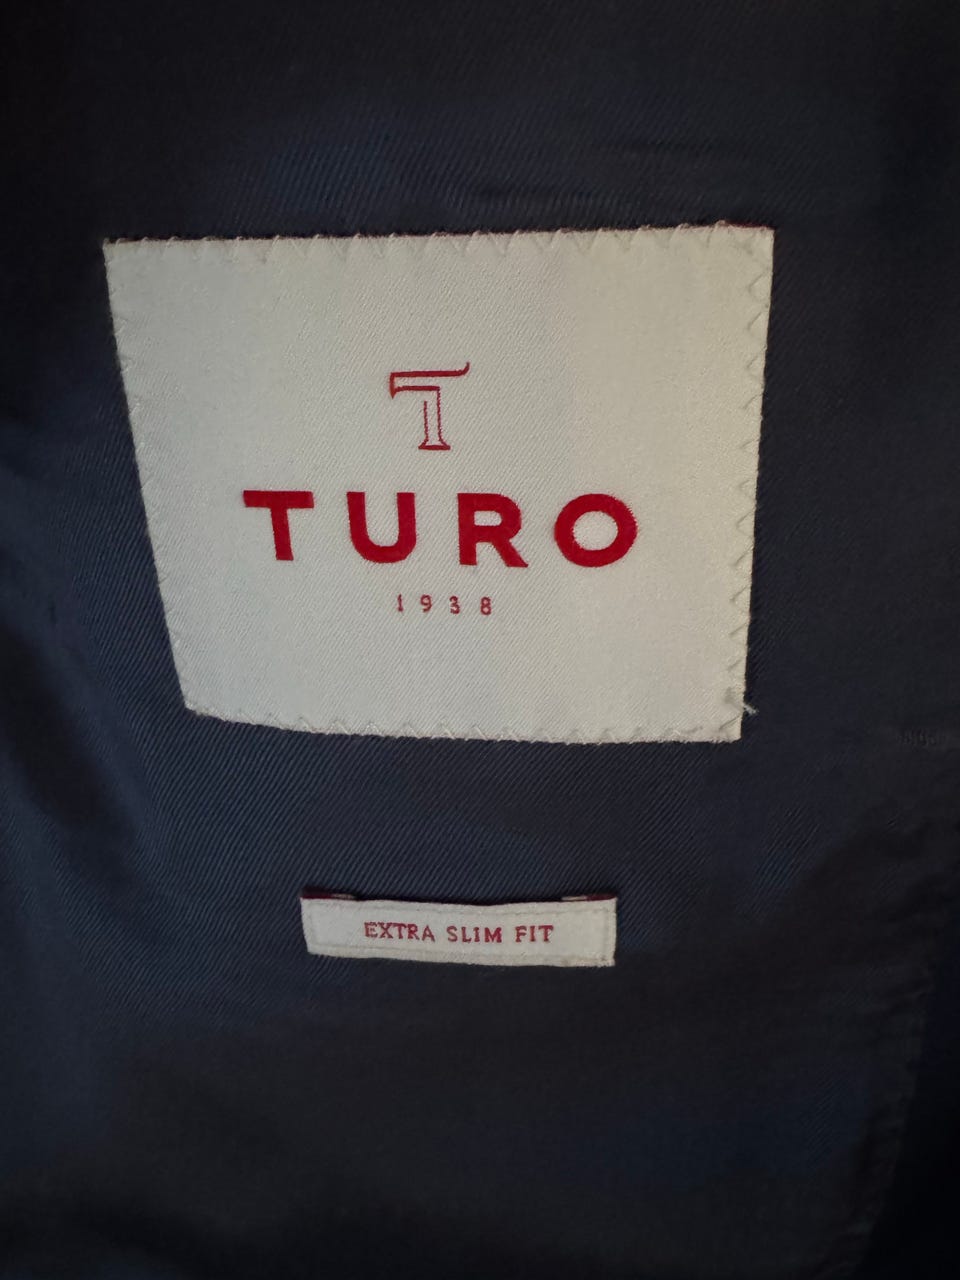 T
TURO
1938
EXTRA SLIM FIT